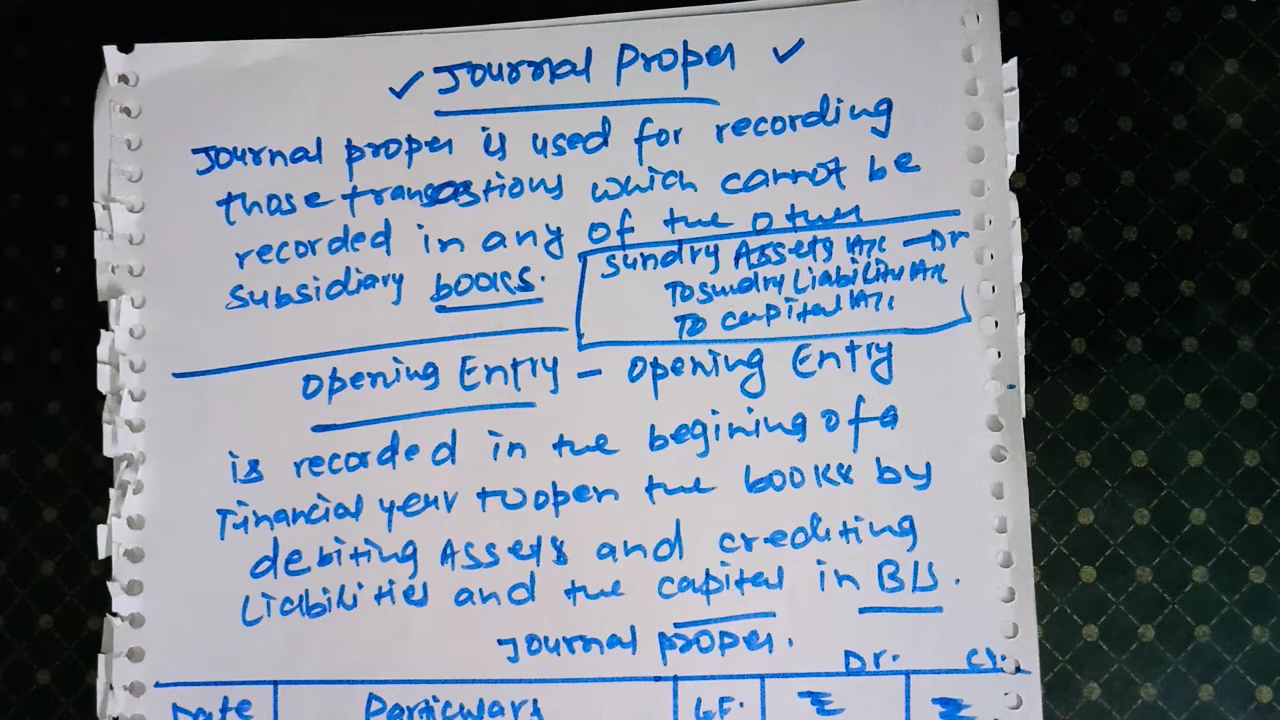 ✓ Journal Proper ✓
Journal proper is used for recording
those transactions which cannot be
recorded in any of the other
subsidiary books.
Sundry Assets A/c - Dr
To Sundry Liabilities A/c
To Capital A/c
Opening Entry - Opening Entry
is recorded in the begining of a
Financial year to open the books by
debiting Assets and crediting
Liabilities and the capital in B/S.
Journal proper.
Dr. Cr.
Date Particulars L.F. ₹ ₹